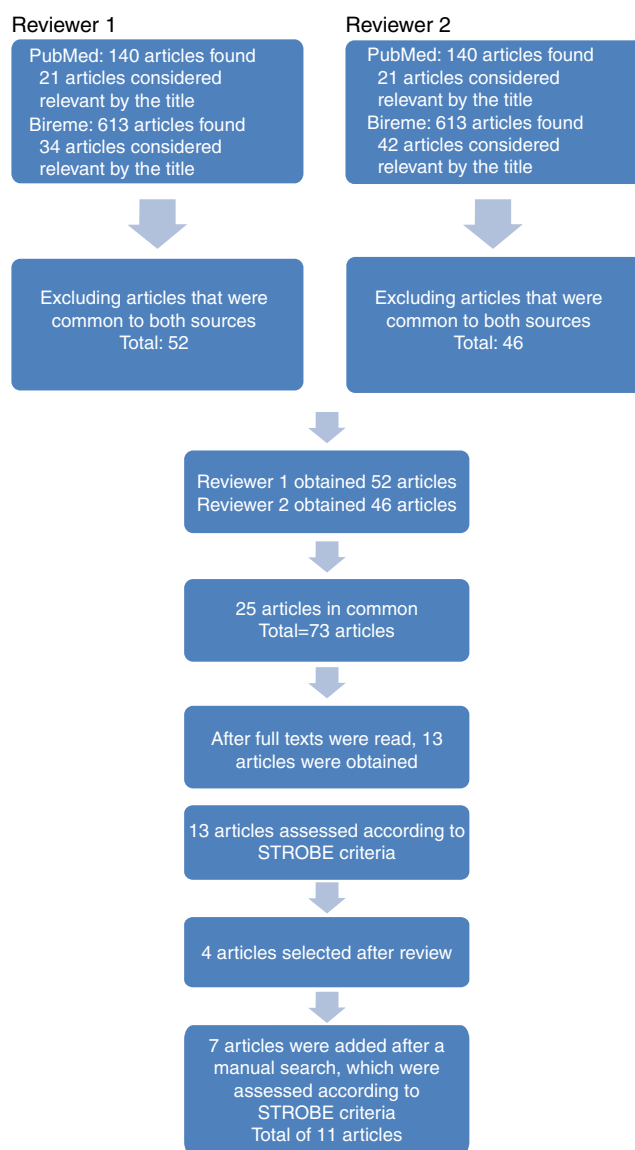 Reviewer 1
PubMed: 140 articles found
21 articles considered
relevant by the title
Bireme: 613 articles found
34 articles considered
relevant by the title
Reviewer 2
PubMed: 140 articles found
21 articles considered
relevant by the title
Bireme: 613 articles found
42 articles considered
relevant by the title
Excluding articles that were
common to both sources
Total: 52
Excluding articles that were
common to both sources
Total: 46
Reviewer 1 obtained 52 articles
Reviewer 2 obtained 46 articles
25 articles in common
Total=73 articles
After full texts were read, 13
articles were obtained
13 articles assessed according to
STROBE criteria
4 articles selected after review
7 articles were added after a
manual search, which were
assessed according to
STROBE criteria
Total of 11 articles